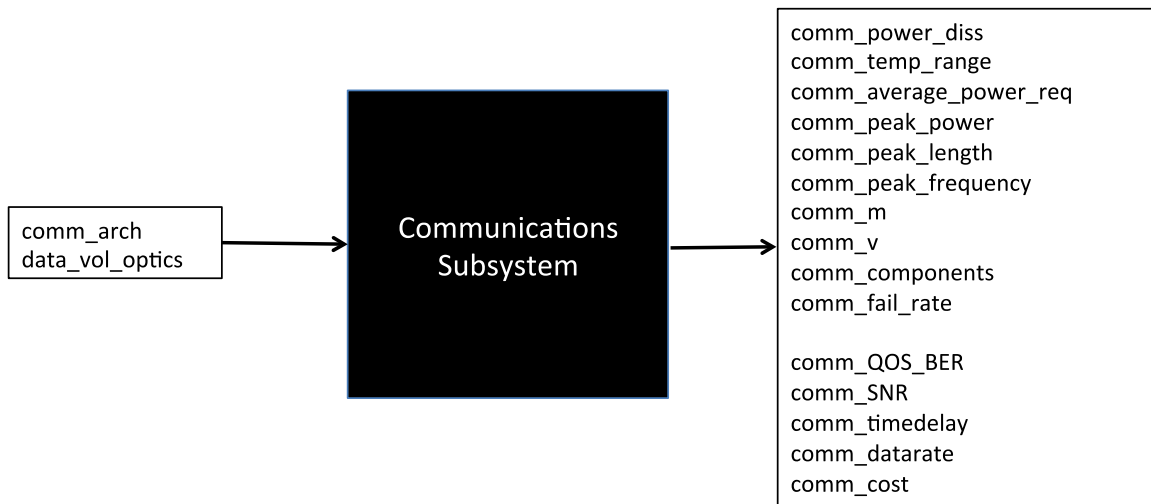 comm_arch
data_vol_optics
Communications
Subsystem
comm_power_diss
comm_temp_range
comm_average_power_req
comm_peak_power
comm_peak_length
comm_peak_frequency
comm_m
comm_v
comm_components
comm_fail_rate
comm_QOS_BER
comm_SNR
comm_timedelay
comm_datarate
comm_cost